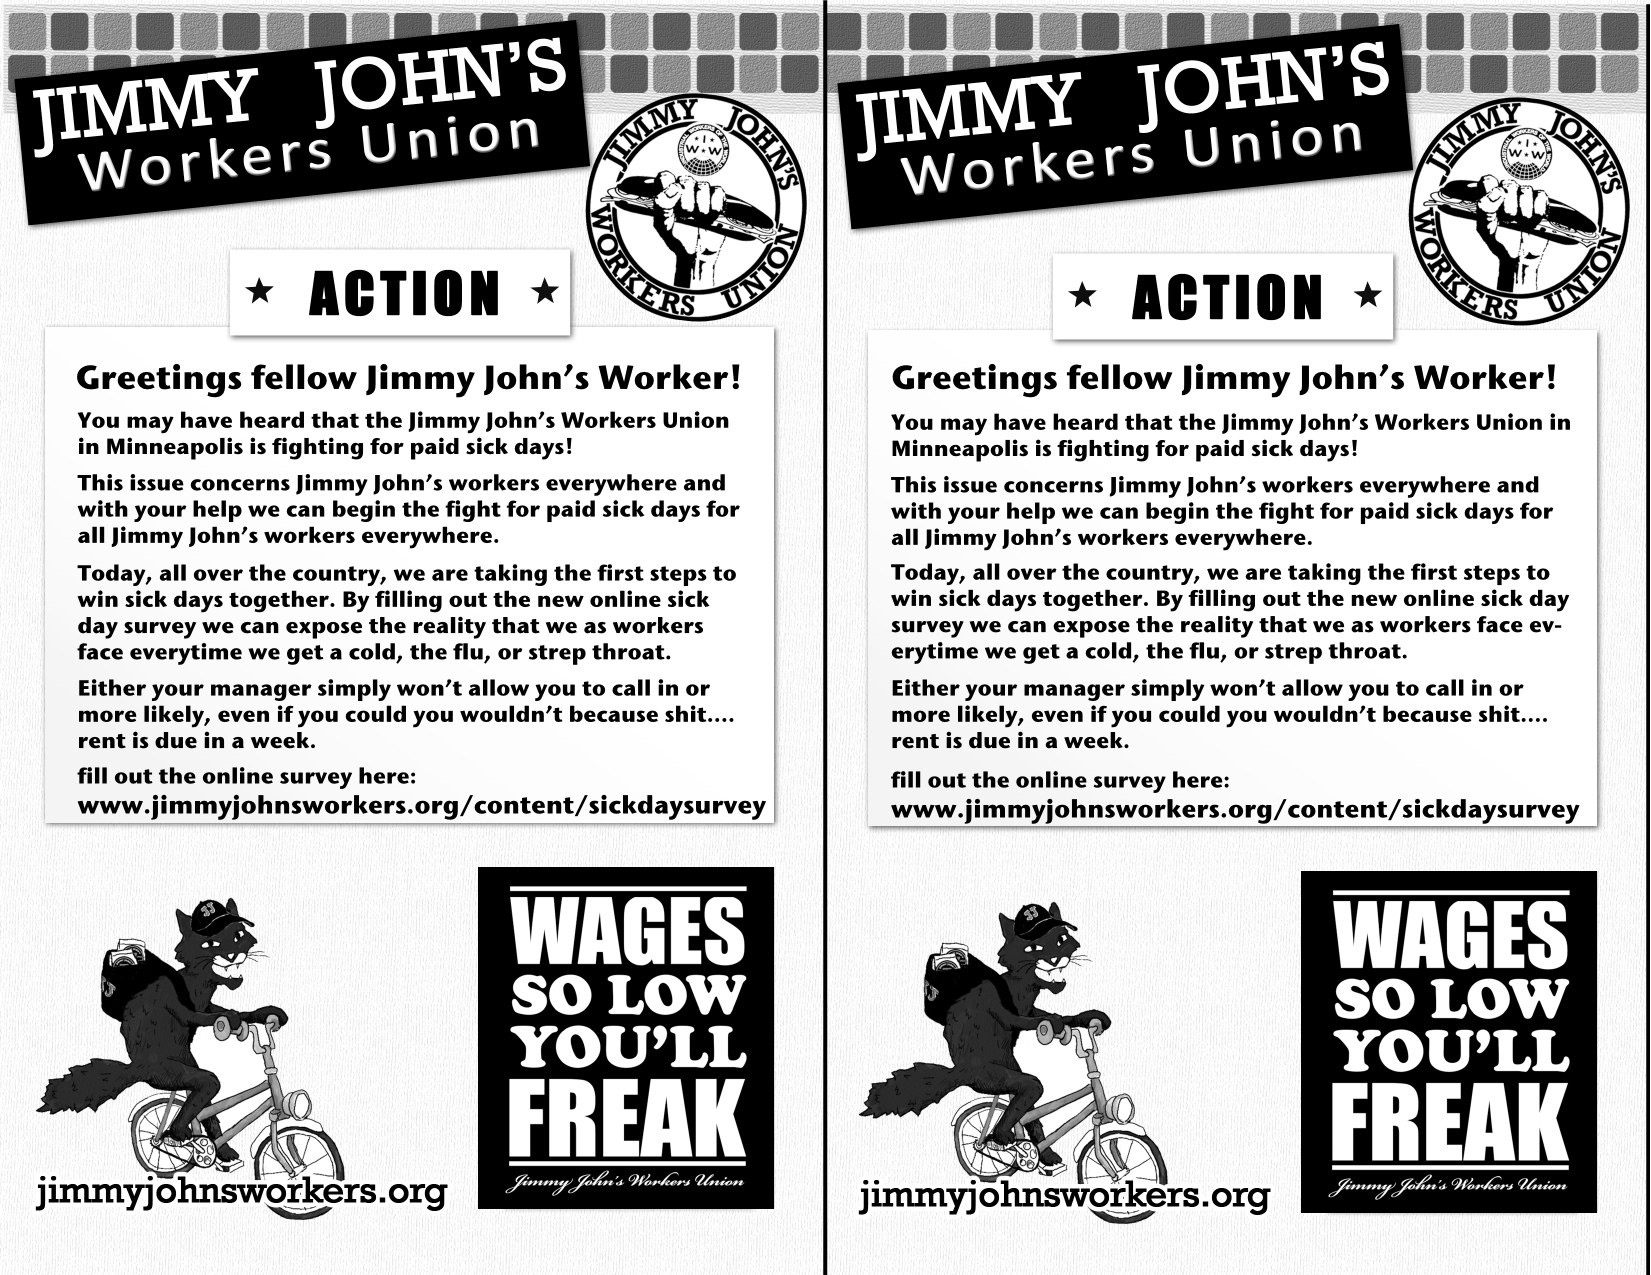 JIMMY JOHN'S
Workers Union
JIMMY JOHN'S
WORKERS UNION
I
W W
★ ACTION ★
Greetings fellow Jimmy John's Worker!
You may have heard that the Jimmy John's Workers Union
in Minneapolis is fighting for paid sick days!
This issue concerns Jimmy John's workers everywhere and
with your help we can begin the fight for paid sick days for
all Jimmy John's workers everywhere.
Today, all over the country, we are taking the first steps to
win sick days together. By filling out the new online sick
day survey we can expose the reality that we as workers
face everytime we get a cold, the flu, or strep throat.
Either your manager simply won't allow you to call in or
more likely, even if you could you wouldn't because shit....
rent is due in a week.
fill out the online survey here:
www.jimmyjohnsworkers.org/content/sickdaysurvey
JJ
jimmyjohnsworkers.org
WAGES
SO LOW
YOU'LL
FREAK
Jimmy John's Workers Union
JIMMY JOHN'S
Workers Union
JIMMY JOHN'S
WORKERS UNION
I
W W
★ ACTION ★
Greetings fellow Jimmy John's Worker!
You may have heard that the Jimmy John's Workers Union in
Minneapolis is fighting for paid sick days!
This issue concerns Jimmy John's workers everywhere and
with your help we can begin the fight for paid sick days for
all Jimmy John's workers everywhere.
Today, all over the country, we are taking the first steps to
win sick days together. By filling out the new online sick day
survey we can expose the reality that we as workers face ev-
erytime we get a cold, the flu, or strep throat.
Either your manager simply won't allow you to call in or
more likely, even if you could you wouldn't because shit....
rent is due in a week.
fill out the online survey here:
www.jimmyjohnsworkers.org/content/sickdaysurvey
JJ
jimmyjohnsworkers.org
WAGES
SO LOW
YOU'LL
FREAK
Jimmy John's Workers Union